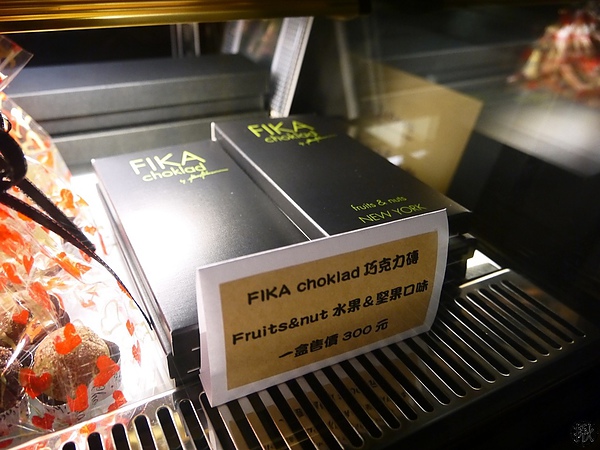 FIKA
choklad
FIKA
choklad
fruits & nuts
NEW YORK
FIKA choklad 巧克力磚
Fruits&nut 水果&堅果口味
一盒售價 300 元